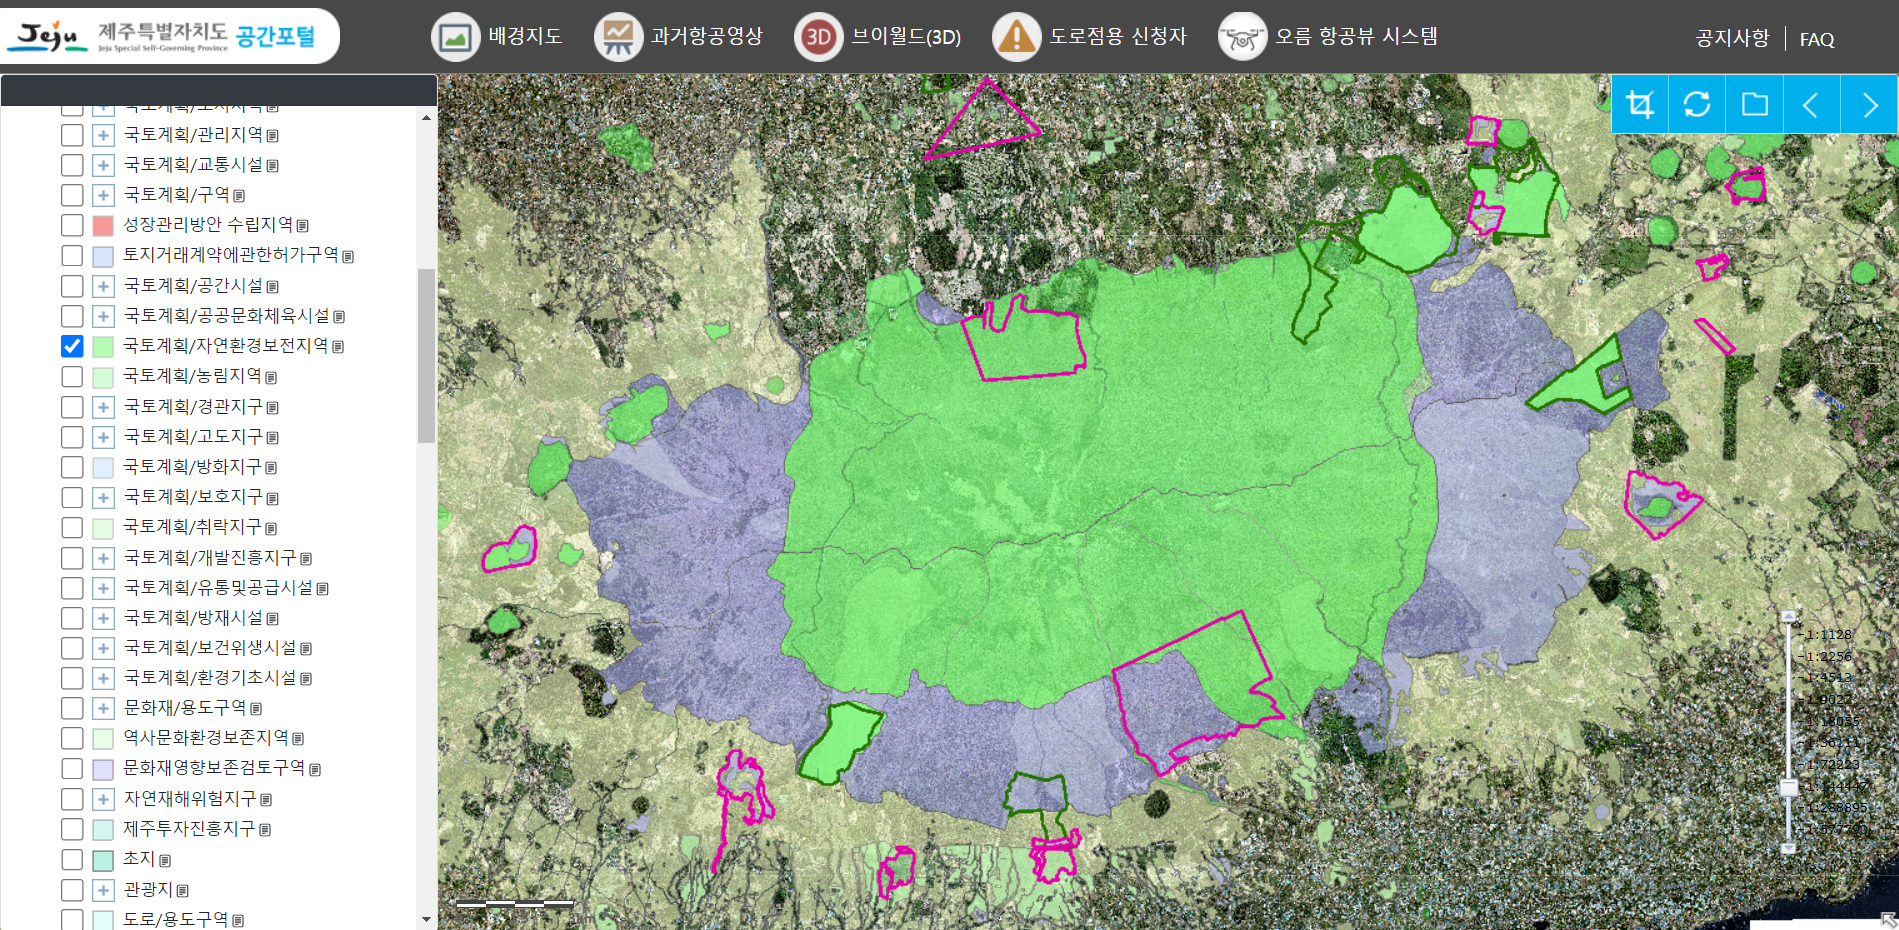 Jeju 제주특별자치도 공간포털
Jeju Special Self-Governing Province
배경지도
과거항공영상
3D 브이월드(3D)
도로점용 신청자
오름 항공뷰 시스템
공지사항
FAQ
국토계획/도시지역
국토계획/관리지역
국토계획/교통시설
국토계획/구역
성장관리방안 수립지역
토지거래계약에관한허가구역
국토계획/공간시설
국토계획/공공문화체육시설
국토계획/자연환경보전지역
국토계획/농림지역
국토계획/경관지구
국토계획/고도지구
국토계획/방화지구
국토계획/보호지구
국토계획/취락지구
국토계획/개발진흥지구
국토계획/유통및공급시설
국토계획/방재시설
국토계획/보건위생시설
국토계획/환경기초시설
문화재/용도구역
역사문화환경보존지역
문화재영향보존검토구역
자연재해위험지구
제주투자진흥지구
초지
관광지
도로/용도구역
1:1128
1:2256
1:4513
1:9027
1:18055
1:36111
1:72223
1:144447
1:288895
1:577790